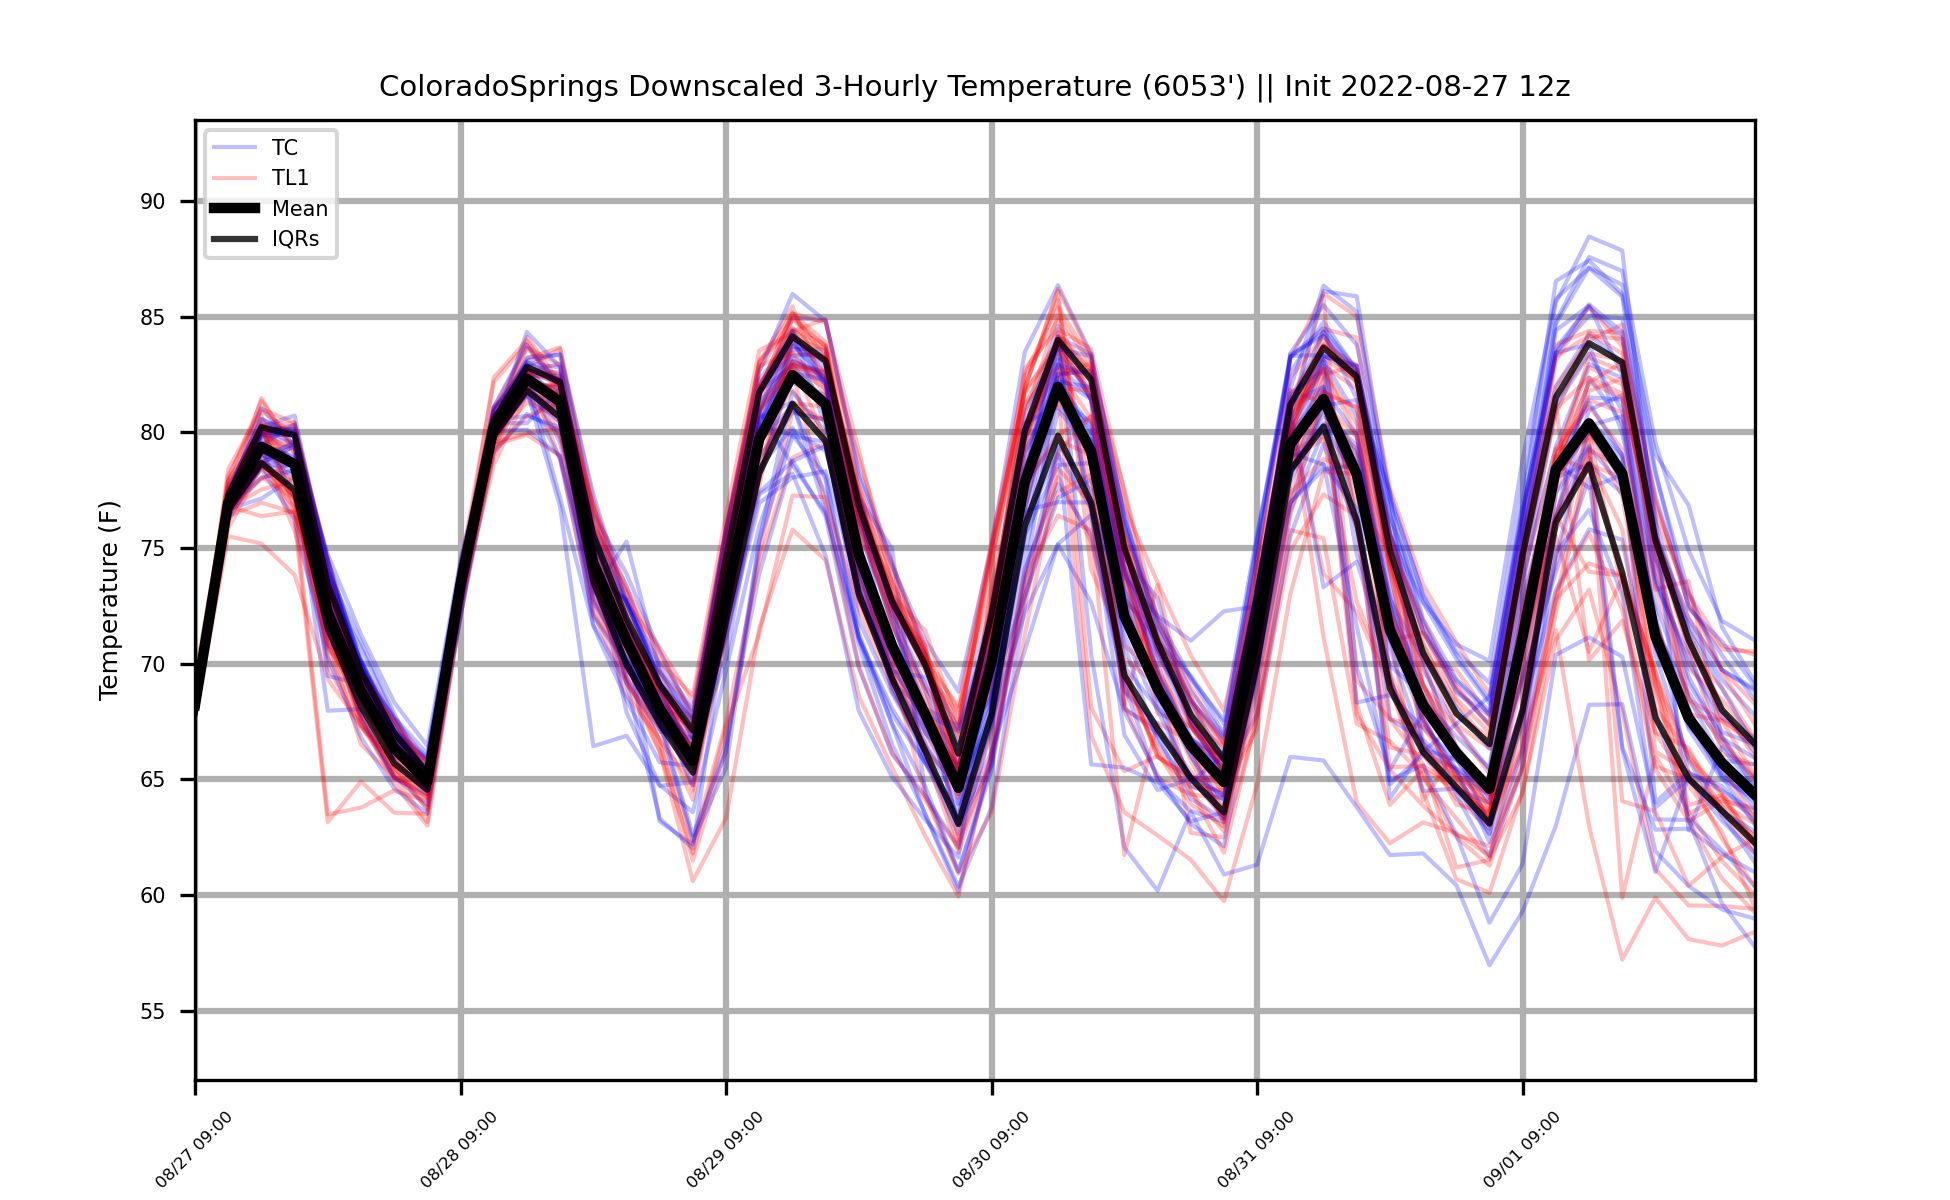 ColoradoSprings Downscaled 3-Hourly Temperature (6053') || Init 2022-08-27 12z
TC
TL1
Mean
IQRs
90
85
80
75
70
65
60
55
Temperature (F)
08/27 09:00
08/28 09:00
08/29 09:00
08/30 09:00
08/31 09:00
09/01 09:00